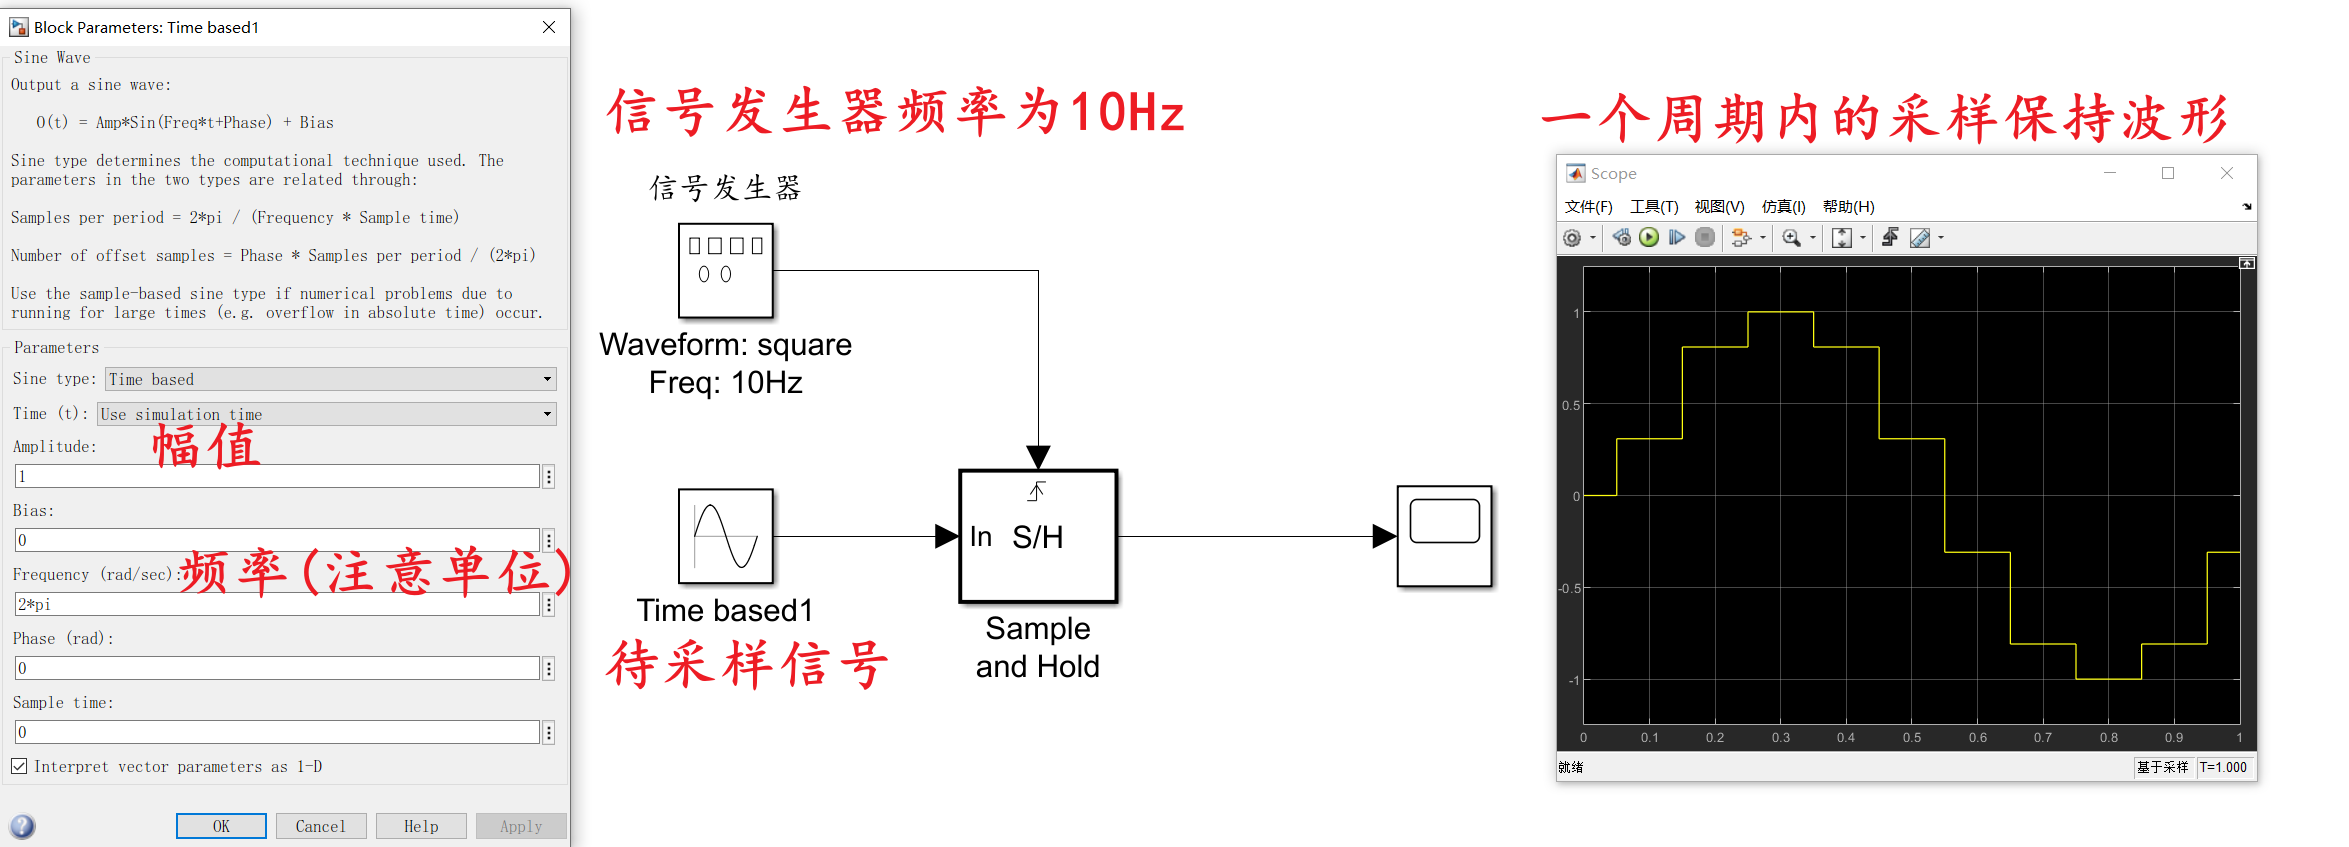 Block Parameters: Time based1
Sine Wave
Output a sine wave:
O(t) = Amp*Sin(Freq*t+Phase) + Bias
Sine type determines the computational technique used. The
parameters in the two types are related through:
Samples per period = 2*pi / (Frequency * Sample time)
Number of offset samples = Phase * Samples per period / (2*pi)
Use the sample-based sine type if numerical problems due to
running for large times (e.g. overflow in absolute time) occur.
Parameters
Sine type: Time based
Time (t): Use simulation time
Amplitude: 幅值
1
Bias:
0
Frequency (rad/sec): 频率(注意单位)
2*pi
Phase (rad):
0
Sample time:
0
Interpret vector parameters as 1-D
OK Cancel Help Apply
信号发生器频率为10Hz
信号发生器
Waveform: square
Freq: 10Hz
In S/H
Time based1
Sample
and Hold
待采样信号
一个周期内的采样保持波形
Scope
文件(F) 工具(T) 视图(V) 仿真(I) 帮助(H)
1
0.5
0
-0.5
-1
0 0.1 0.2 0.3 0.4 0.5 0.6 0.7 0.8 0.9 1
就绪 基于采样 T=1.000